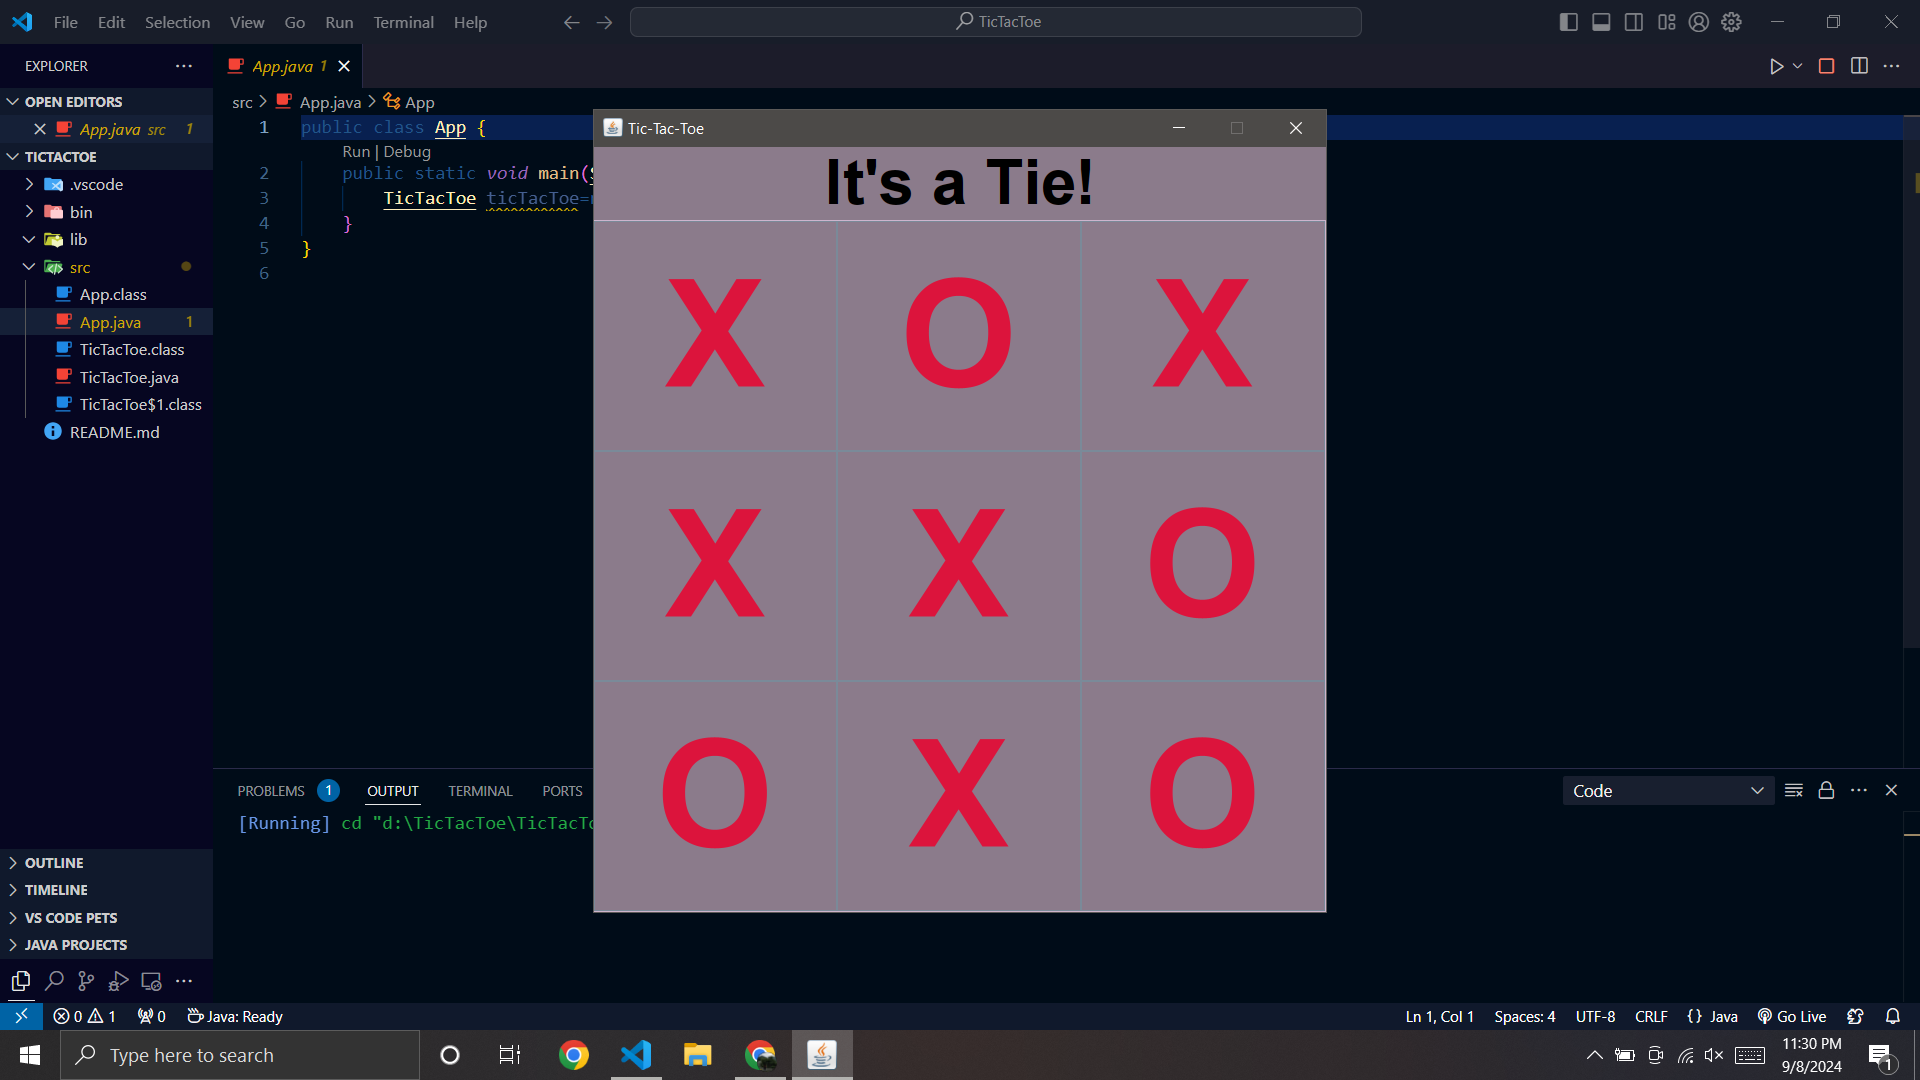 File Edit Selection View Go Run Terminal Help
TicTacToe
EXPLORER
App.java 1
OPEN EDITORS
App.java src 1
TICTACTOE
.vscode
bin
lib
src
App.class
App.java 1
TicTacToe.class
TicTacToe.java
TicTacToe$1.class
README.md
OUTLINE
TIMELINE
VS CODE PETS
JAVA PROJECTS
src App.java App
1 public class App {
Run | Debug
2 public static void main(
3 TicTacToe ticTacToe=
4 }
5 }
6
Tic-Tac-Toe
It's a Tie!
X O X
X X O
O X O
PROBLEMS 1 OUTPUT TERMINAL PORTS
Code
[Running] cd "d:\TicTacToe\TicTacTo
0 1 0 Java: Ready
Ln 1, Col 1 Spaces: 4 UTF-8 CRLF {} Java Go Live
Type here to search
11:30 PM
9/8/2024
1